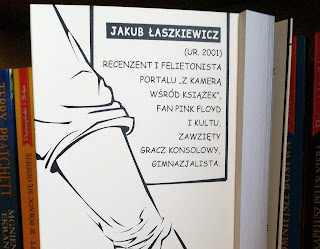 JAKUB ŁASZKIEWICZ
(UR. 2001)
RECENZENT I FELIETONISTA
PORTALU „Z KAMERĄ
WŚRÓD KSIĄŻEK”,
FAN PINK FLOYD
I KULTU,
ZAWZIĘTY
GRACZ KONSOLOWY,
GIMNAZJALISTA.
TERRY PRATCHETT